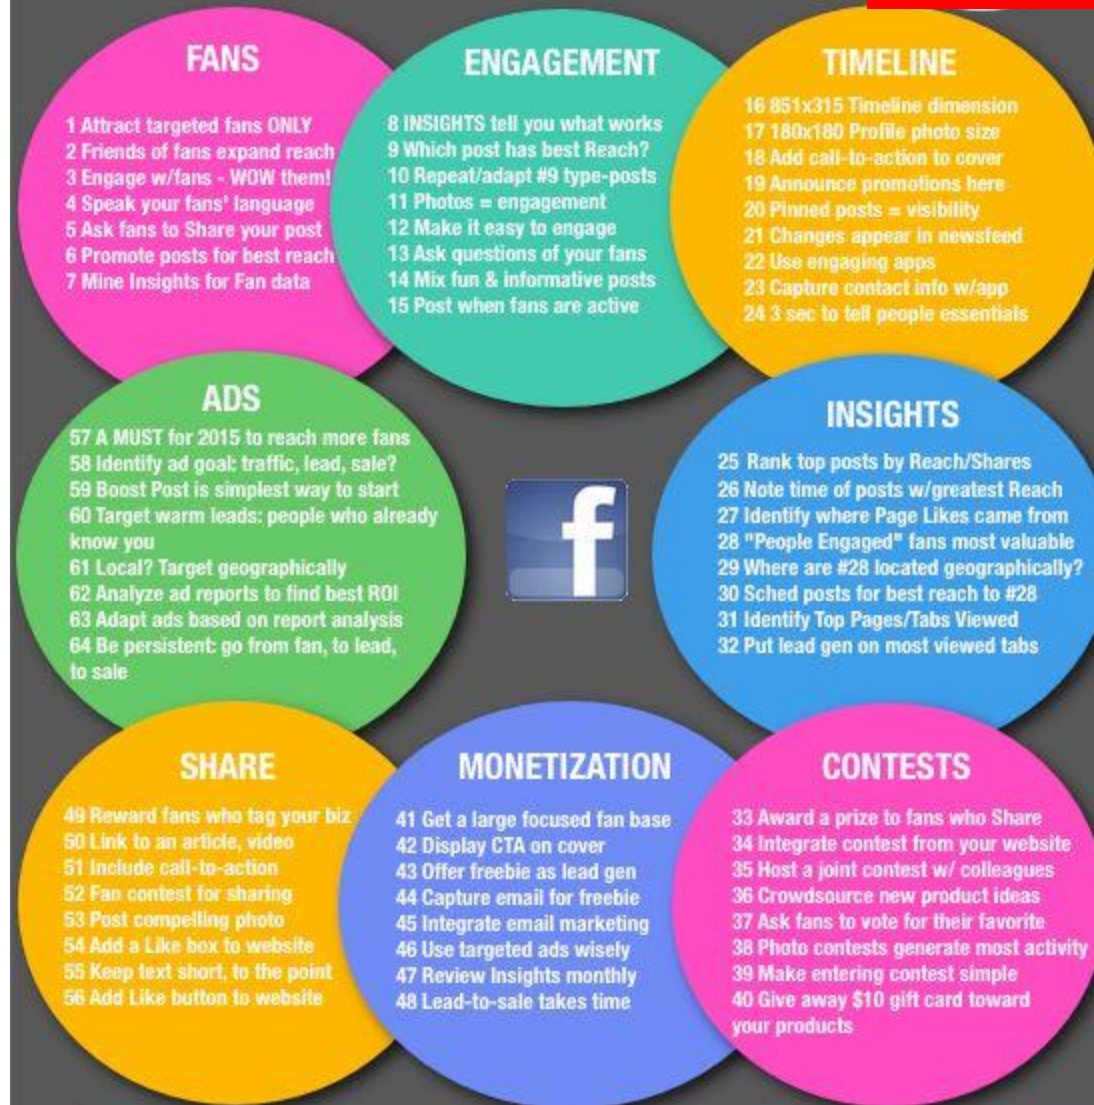 FANS
1 Attract targeted fans ONLY
2 Friends of fans expand reach
3 Engage w/fans - WOW them!
4 Speak your fans' language
5 Ask fans to Share your post
6 Promote posts for best reach
7 Mine Insights for Fan data
ENGAGEMENT
8 INSIGHTS tell you what works
9 Which post has best Reach?
10 Repeat/adapt #9 type-posts
11 Photos = engagement
12 Make it easy to engage
13 Ask questions of your fans
14 Mix fun & informative posts
15 Post when fans are active
TIMELINE
16 851x315 Timeline dimension
17 180x180 Profile photo size
18 Add call-to-action to cover
19 Announce promotions here
20 Pinned posts = visibility
21 Changes appear in newsfeed
22 Use engaging apps
23 Capture contact info w/app
24 3 sec to tell people essentials
INSIGHTS
25 Rank top posts by Reach/Shares
26 Note time of posts w/greatest Reach
27 Identify where Page Likes came from
28 "People Engaged" fans most valuable
29 Where are #28 located geographically?
30 Sched posts for best reach to #28
31 Identify Top Pages/Tabs Viewed
32 Put lead gen on most viewed tabs
CONTESTS
33 Award a prize to fans who Share
34 Integrate contest from your website
35 Host a joint contest w/ colleagues
36 Crowdsource new product ideas
37 Ask fans to vote for their favorite
38 Photo contests generate most activity
39 Make entering contest simple
40 Give away $10 gift card toward
your products
MONETIZATION
41 Get a large focused fan base
42 Display CTA on cover
43 Offer freebie as lead gen
44 Capture email for freebie
45 Integrate email marketing
46 Use targeted ads wisely
47 Review Insights monthly
48 Lead-to-sale takes time
SHARE
49 Reward fans who tag your biz
50 Link to an article, video
51 Include call-to-action
52 Fan contest for sharing
53 Post compelling photo
54 Add a Like box to website
55 Keep text short, to the point
56 Add Like button to website
ADS
57 A MUST for 2015 to reach more fans
58 Identify ad goal: traffic, lead, sale?
59 Boost Post is simplest way to start
60 Target warm leads: people who already
know you
61 Local? Target geographically
62 Analyze ad reports to find best ROI
63 Adapt ads based on report analysis
64 Be persistent: go from fan, to lead,
to sale
f